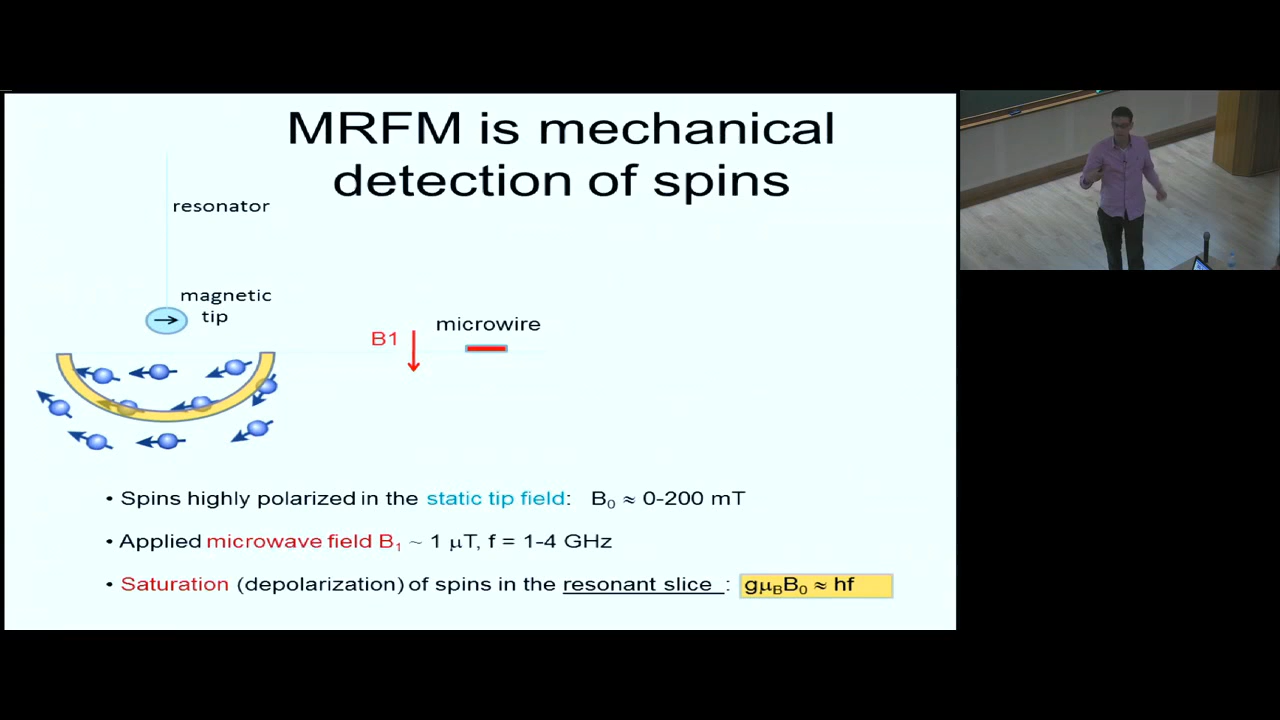 MRFM is mechanical
detection of spins
resonator
magnetic
tip
B1
microwire
• Spins highly polarized in the static tip field: B₀ ≈ 0-200 mT
• Applied microwave field B₁ ~ 1 μT, f = 1-4 GHz
• Saturation (depolarization) of spins in the resonant slice : gμ_BB₀ ≈ hf